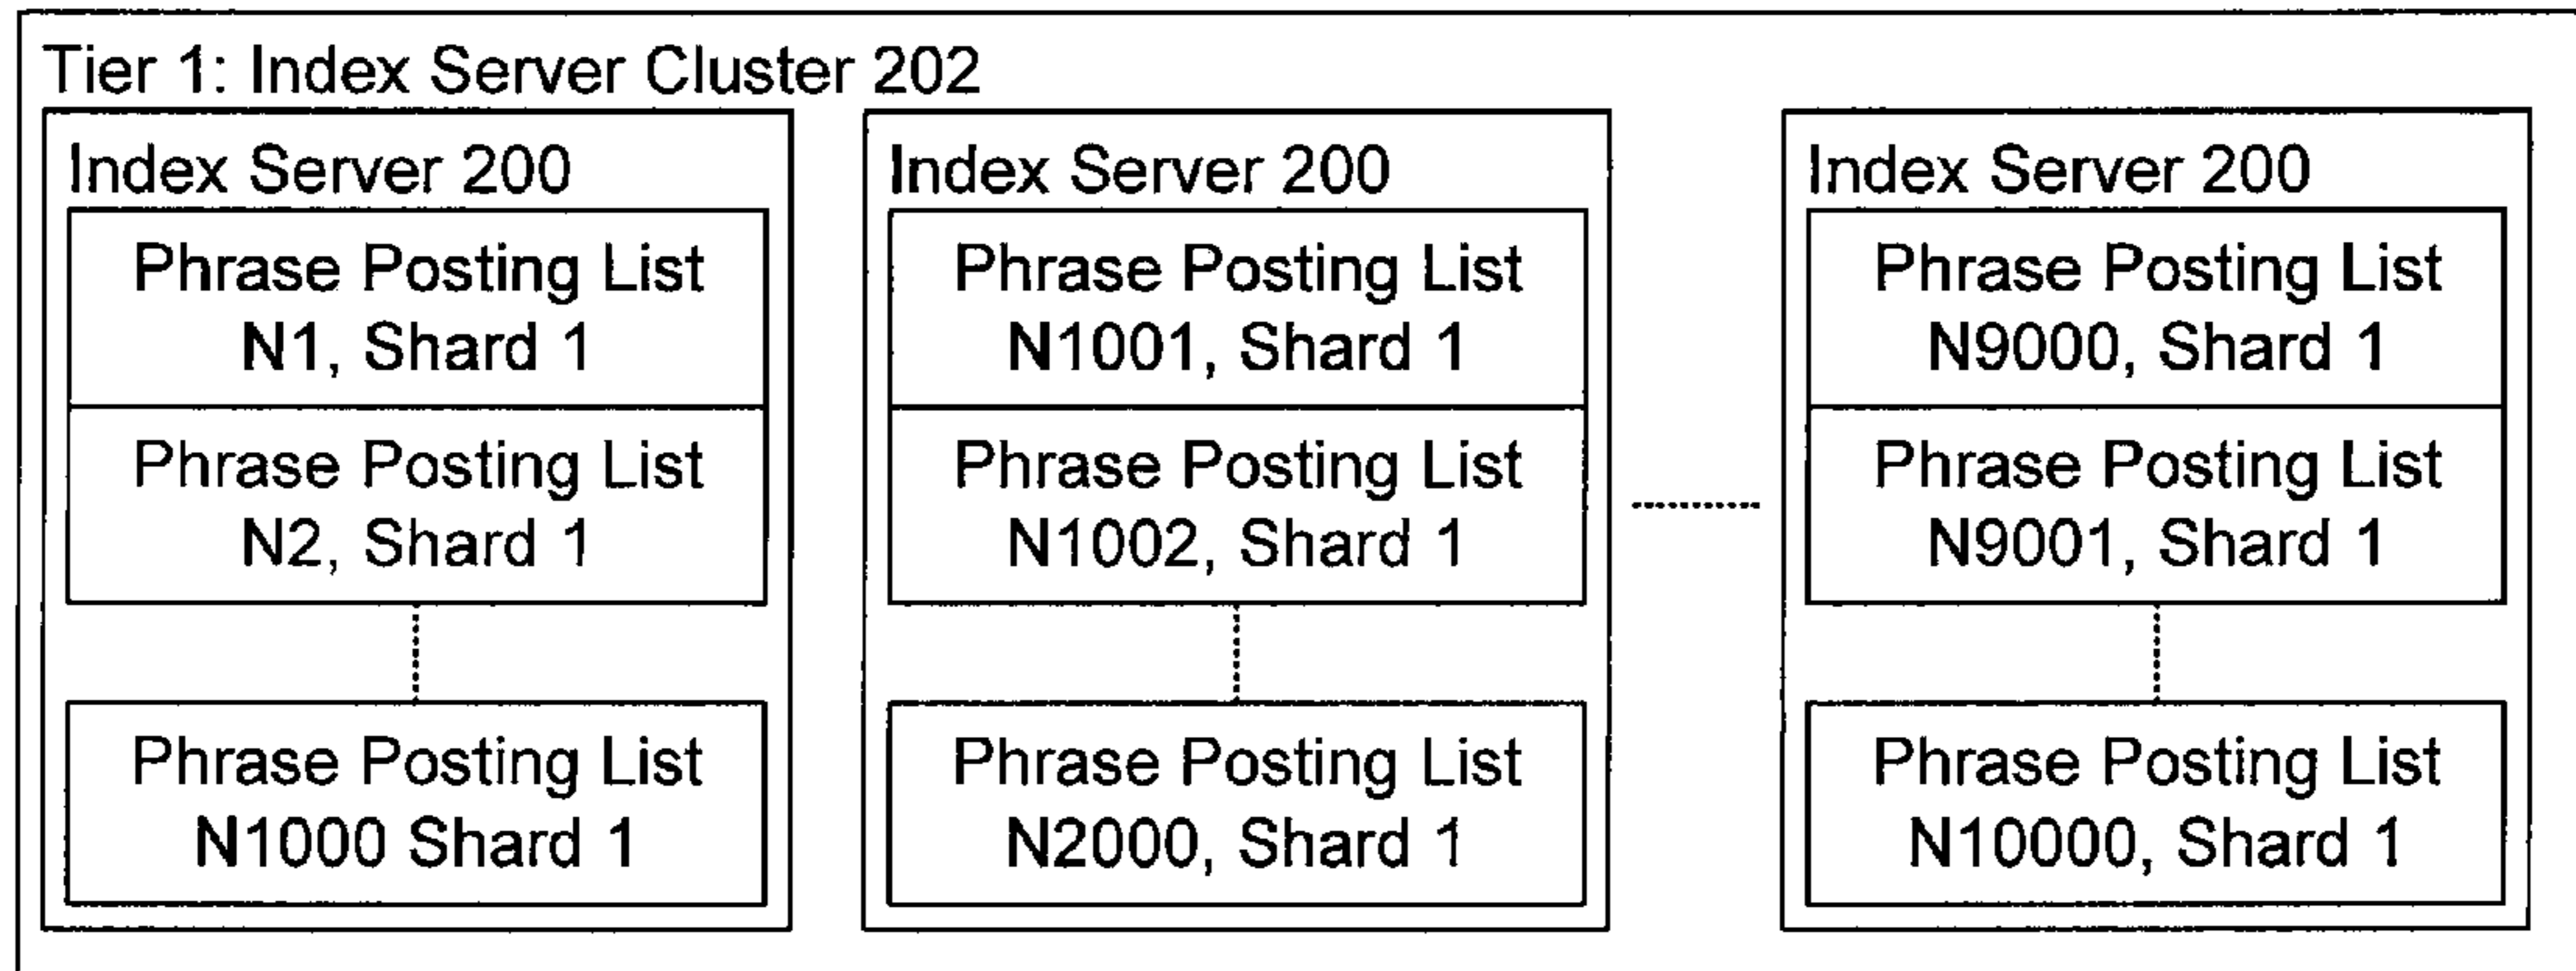 Tier 1: Index Server Cluster 202
Index Server 200
Phrase Posting List
N1, Shard 1
Phrase Posting List
N2, Shard 1
Phrase Posting List
N1000 Shard 1
Index Server 200
Phrase Posting List
N1001, Shard 1
Phrase Posting List
N1002, Shard 1
Phrase Posting List
N2000, Shard 1
Index Server 200
Phrase Posting List
N9000, Shard 1
Phrase Posting List
N9001, Shard 1
Phrase Posting List
N10000, Shard 1